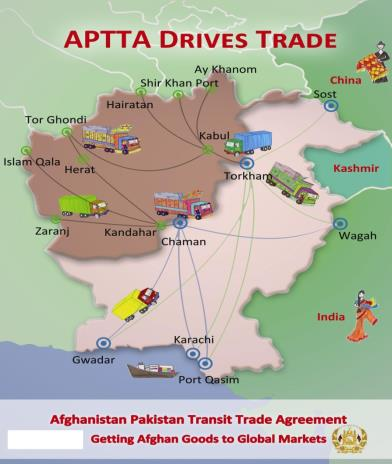 APTTA DRIVES TRADE
Ay Khanom
China
Shir Khan Port
Sost
Hairatan
Tor Ghondi
Kabul
Islam Qala
Herat
Torkham
Kashmir
Zaranj
Kandahar
Chaman
Wagah
India
Karachi
Gwadar
Port Qasim
Afghanistan Pakistan Transit Trade Agreement
Getting Afghan Goods to Global Markets